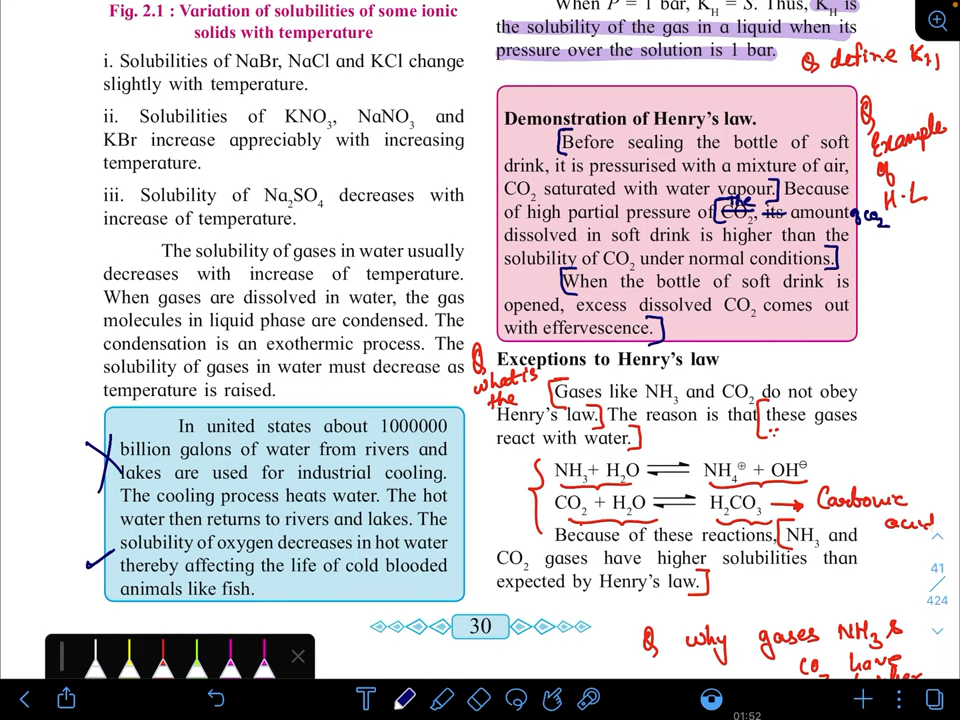 Fig. 2.1 : Variation of solubilities of some ionic
solids with temperature
i. Solubilities of NaBr, NaCl and KCl change
slightly with temperature.
ii. Solubilities of KNO3, NaNO3 and
KBr increase appreciably with increasing
temperature.
iii. Solubility of Na2SO4 decreases with
increase of temperature.
The solubility of gases in water usually
decreases with increase of temperature.
When gases are dissolved in water, the gas
molecules in liquid phase are condensed. The
condensation is an exothermic process. The
solubility of gases in water must decrease as
temperature is raised.
In united states about 1000000
billion galons of water from rivers and
lakes are used for industrial cooling.
The cooling process heats water. The hot
water then returns to rivers and lakes. The
solubility of oxygen decreases in hot water
thereby affecting the life of cold blooded
animals like fish.
When P = 1 bar, KH = S. Thus, KH is
the solubility of the gas in a liquid when its
pressure over the solution is 1 bar.
Q define KH
Demonstration of Henry's law.
Before sealing the bottle of soft
drink, it is pressurised with a mixture of air,
CO2 saturated with water vapour. Because
of high partial pressure of CO2, its amount
The
of CO2
dissolved in soft drink is higher than the
solubility of CO2 under normal conditions.
When the bottle of soft drink is
opened, excess dissolved CO2 comes out
with effervescence.
Q
Example
of
H.L
Exceptions to Henry's law
Q
what is
the
Gases like NH3 and CO2 do not obey
Henry's law. The reason is that these gases
react with water.
NH3+ H2O ⇌ NH4⊕ + OH⊖
CO2 + H2O ⇌ H2CO3 → Carbonic
acid
Because of these reactions, NH3 and
CO2 gases have higher solubilities than
expected by Henry's law.
30
Q why gases NH3 &
CO2 have
41
424
T
01:52